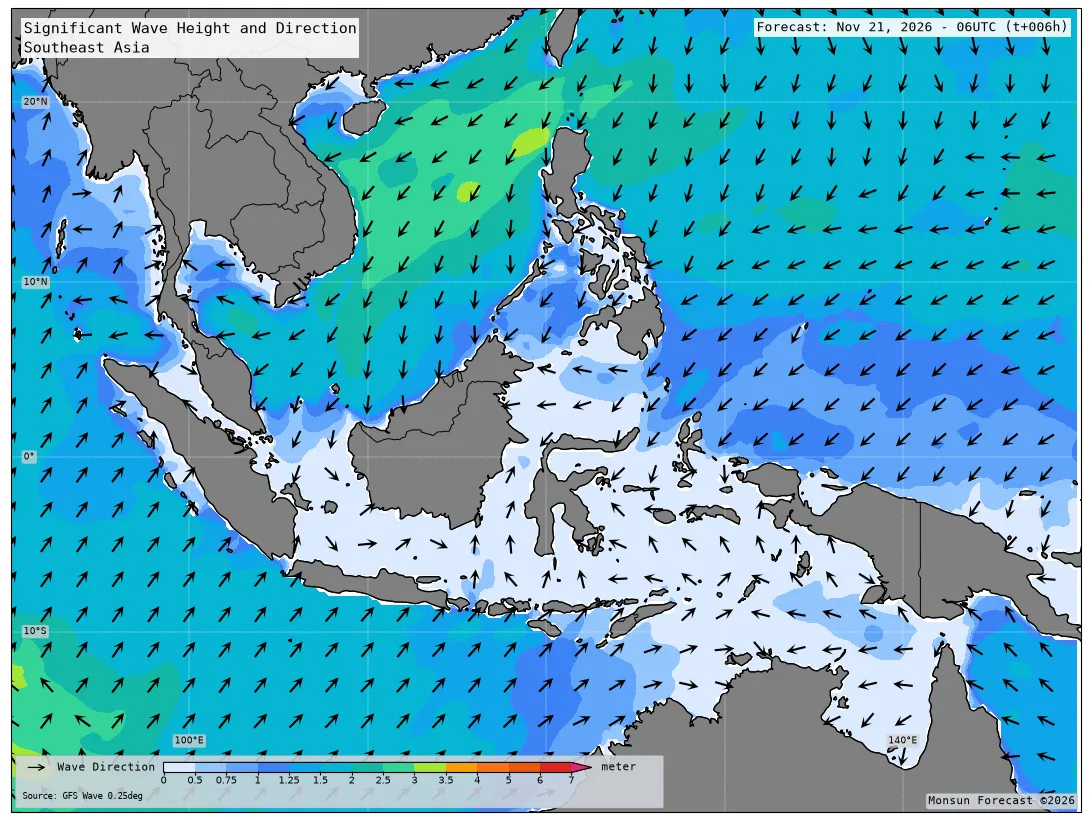 Significant Wave Height and Direction
Southeast Asia
Forecast: Nov 21, 2026 - 06UTC (t+006h)
20°N
10°N
0°
10°S
100°E
140°E
Wave Direction
meter
0 0.5 0.75 1 1.25 1.5 2 2.5 3 3.5 4 5 6 7
Source: GFS Wave 0.25deg
Monsun Forecast ©2026